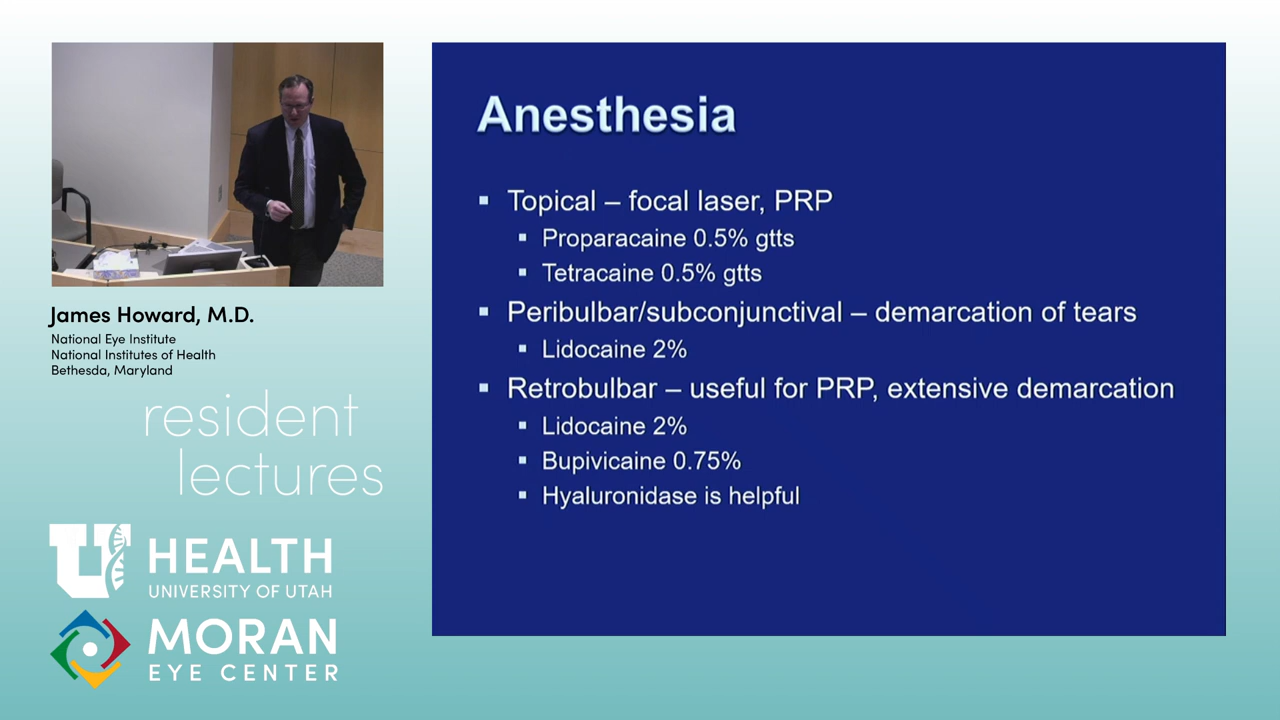 James Howard, M.D.
National Eye Institute
National Institutes of Health
Bethesda, Maryland
resident
lectures
U HEALTH
UNIVERSITY OF UTAH
MORAN
EYE CENTER
Anesthesia
Topical – focal laser, PRP
Proparacaine 0.5% gtts
Tetracaine 0.5% gtts
Peribulbar/subconjunctival – demarcation of tears
Lidocaine 2%
Retrobulbar – useful for PRP, extensive demarcation
Lidocaine 2%
Bupivicaine 0.75%
Hyaluronidase is helpful